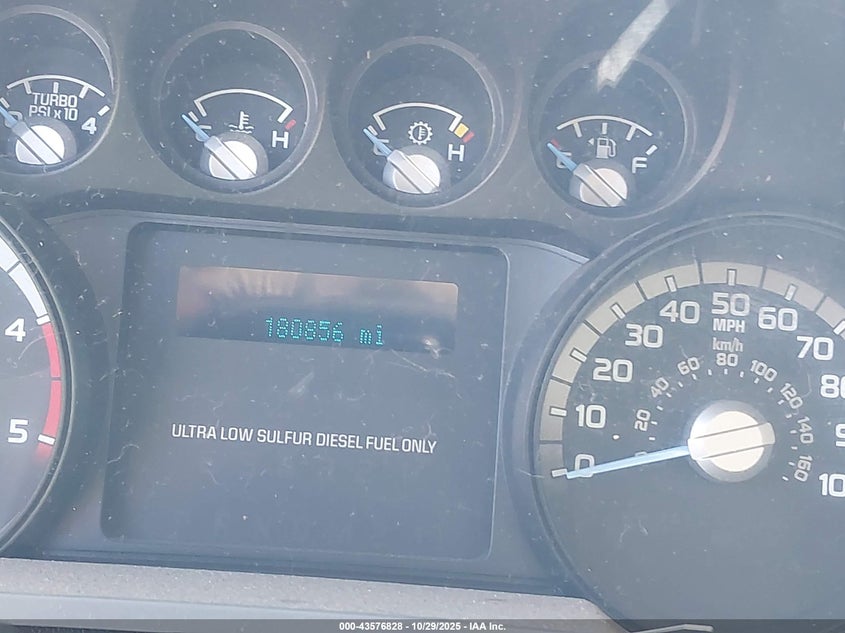 TURBO
PSI x 10
4
H
H
F
180856 mi
ULTRA LOW SULFUR DIESEL FUEL ONLY
4
5
0
10
20
30
40
50
60
70
MPH
km/h
20
40
60
80
100
120
140
160
000-43576828 - 10/29/2025 - IAA Inc.